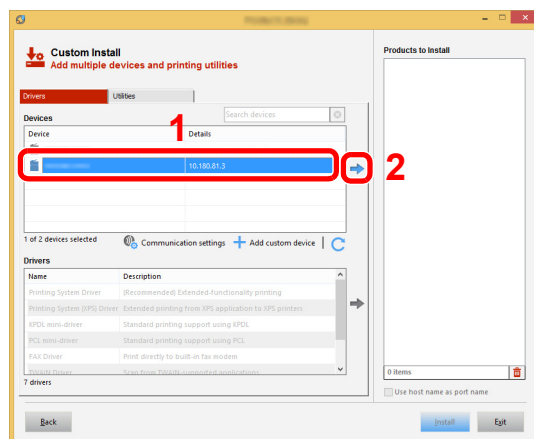 Custom Install
Add multiple devices and printing utilities
Drivers
Utilities
Devices
Search devices
Device
Details
10.180.81.3
1
2
1 of 2 devices selected
Communication settings
Add custom device
Drivers
Name
Description
Printing System Driver
(Recommended) Extended-functionality printing
Printing System (XPS) Driver
Extended printing from XPS application to XPS printers
KPDL mini-driver
Standard printing support using KPDL
PCL mini-driver
Standard printing support using PCL
FAX Driver
Print directly to built-in fax modem
TWAIN Driver
Scan from TWAIN-supported applications
7 drivers
Products to Install
0 items
Use host name as port name
Back
Install
Exit